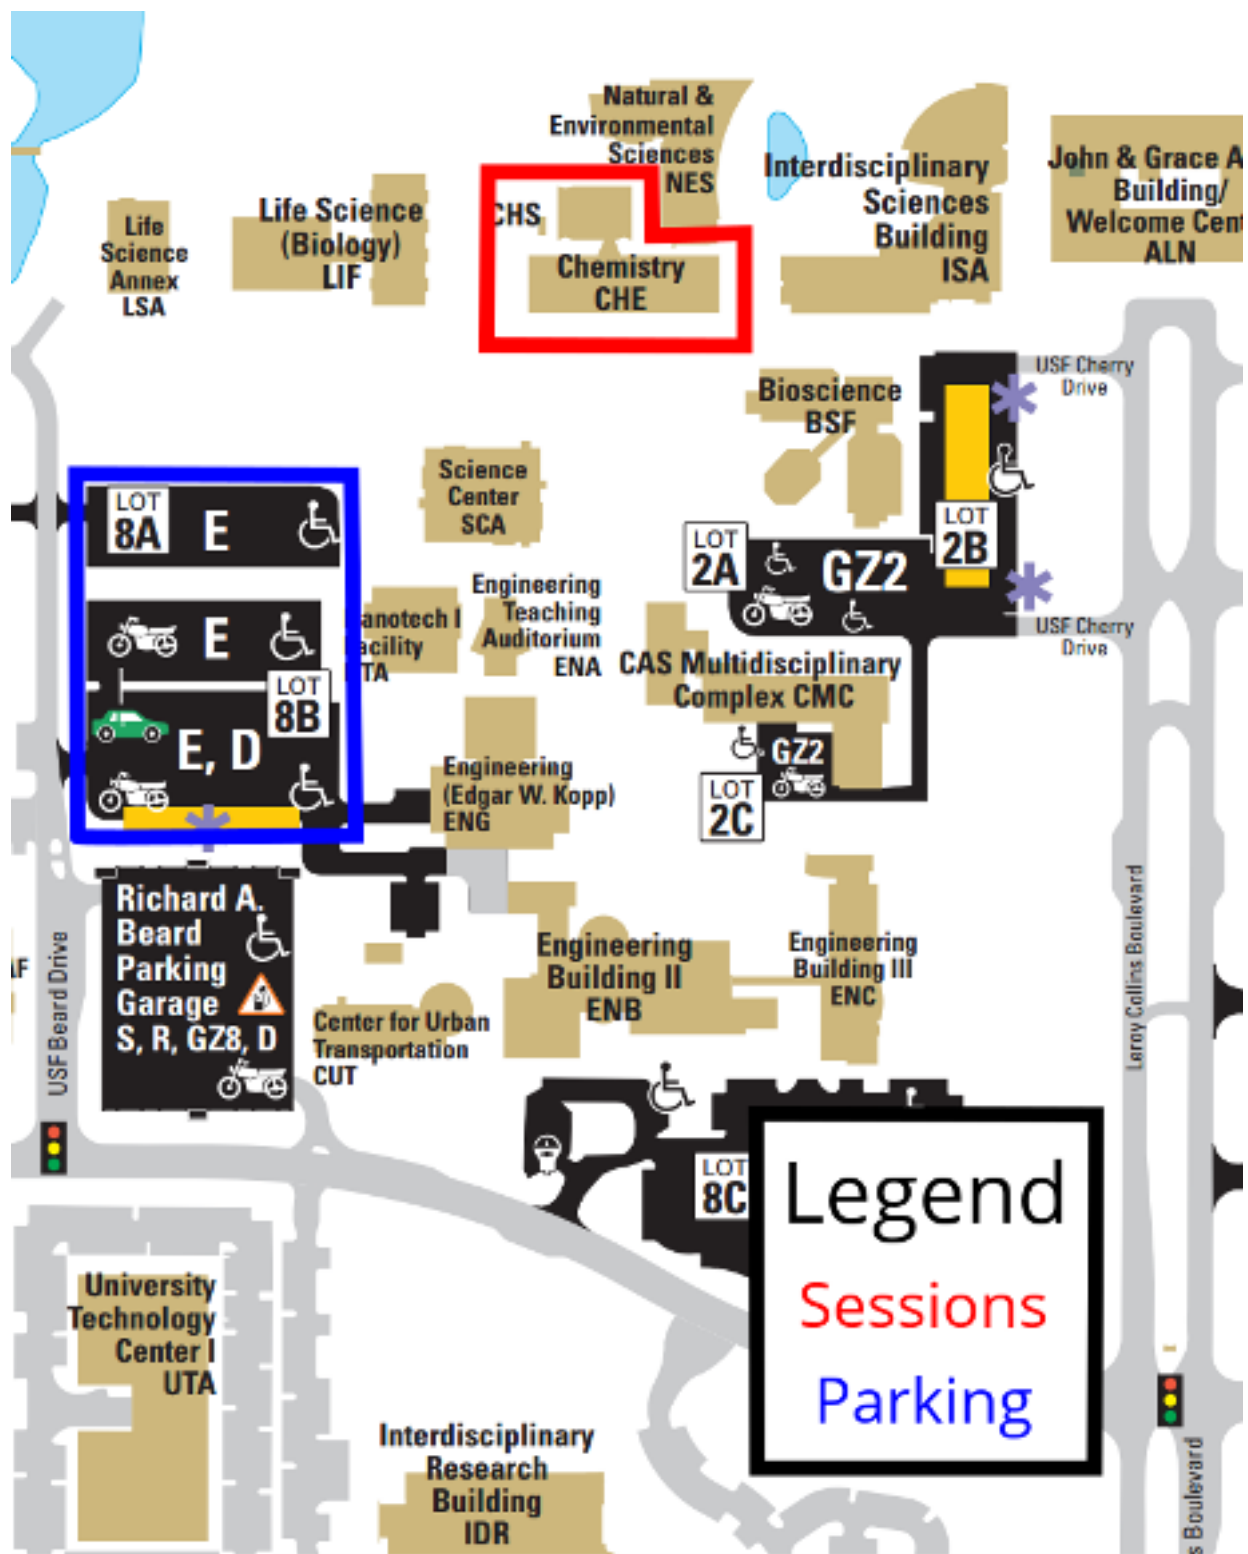 Natural &
Environmental
Sciences
NES
Interdisciplinary
Sciences
Building
ISA
John & Grace A
Building/
Welcome Cent
ALN
Life
Science
Annex
LSA
Life Science
(Biology)
LIF
CHS
Chemistry
CHE
USF Cherry
Drive
Bioscience
BSF
Science
Center
SCA
LOT
8A
E
LOT
2A
GZ2
LOT
2B
E
LOT
8B
E, D
anotech I
acility
TA
Engineering
Teaching
Auditorium
ENA
USF Cherry
Drive
CAS Multidisciplinary
Complex CMC
GZ2
LOT
2C
Engineering
(Edgar W. Kopp)
ENG
Richard A.
Beard
Parking
Garage
S, R, GZ8, D
USF Beard Drive
AF
Engineering
Building II
ENB
Engineering
Building III
ENC
Leroy Collins Boulevard
Center for Urban
Transportation
CUT
LOT
8C
Legend
Sessions
Parking
University
Technology
Center I
UTA
Interdisciplinary
Research
Building
IDR
s Boulevard